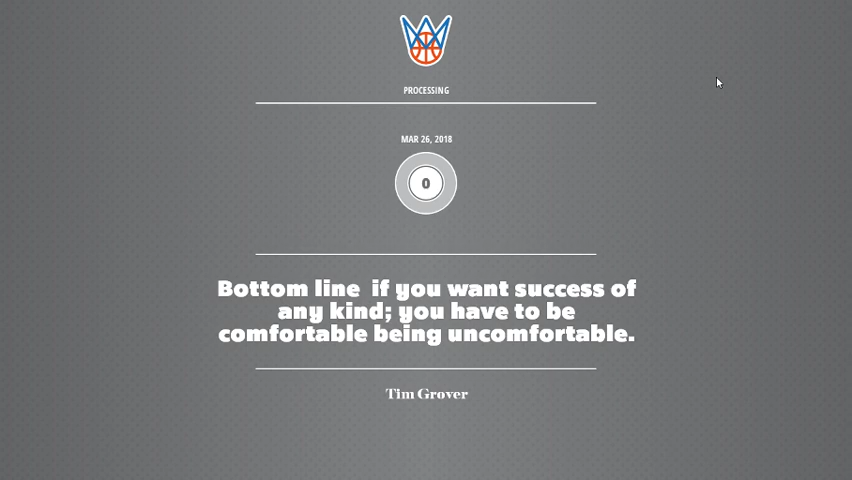 PROCESSING
MAR 26, 2018
0
Bottom line  if you want success of
any kind; you have to be
comfortable being uncomfortable.
Tim Grover